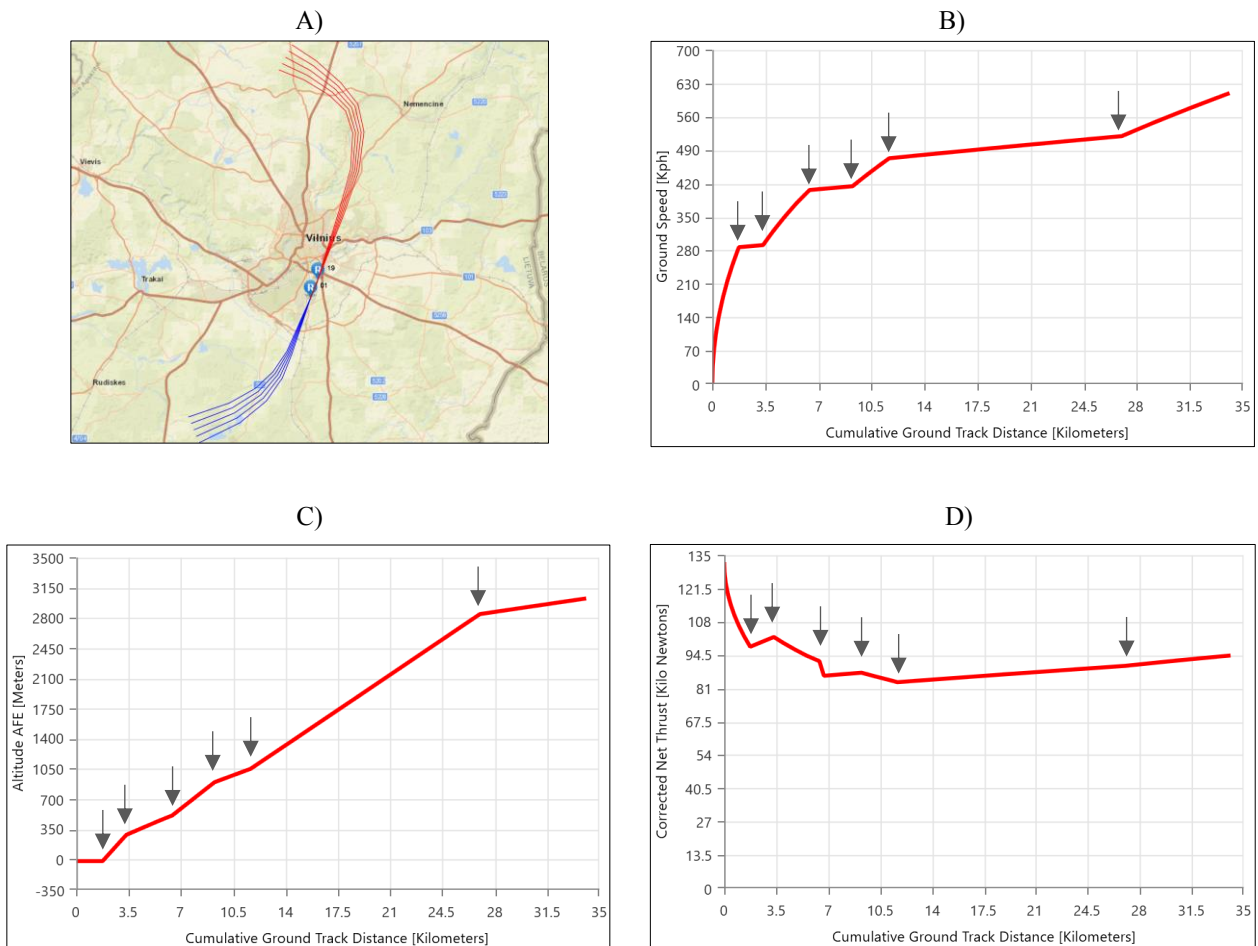 A)
Nemencine
Vievis
Vilnius
19
01
Trakai
Rudiskes
BELARUS
LIETUVA
B)
700
630
560
490
420
350
280
210
140
70
0
0 3.5 7 10.5 14 17.5 21 24.5 28 31.5 35
Ground Speed [Kph]
Cumulative Ground Track Distance [Kilometers]
C)
3500
3150
2800
2450
2100
1750
1400
1050
700
350
0
-350
0 3.5 7 10.5 14 17.5 21 24.5 28 31.5 35
Altitude AFE [Meters]
Cumulative Ground Track Distance [Kilometers]
D)
135
121.5
108
94.5
81
67.5
54
40.5
27
13.5
0
0 3.5 7 10.5 14 17.5 21 24.5 28 31.5 35
Corrected Net Thrust [Kilo Newtons]
Cumulative Ground Track Distance [Kilometers]